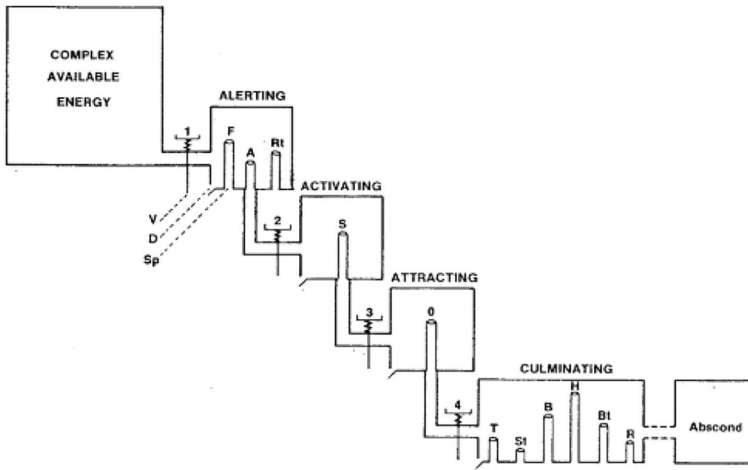 COMPLEX
AVAILABLE
ENERGY
ALERTING
1
F
A
Rt
V
D
Sp
ACTIVATING
2
S
ATTRACTING
3
0
CULMINATING
4
T
St
B
H
Bt
R
Abscond